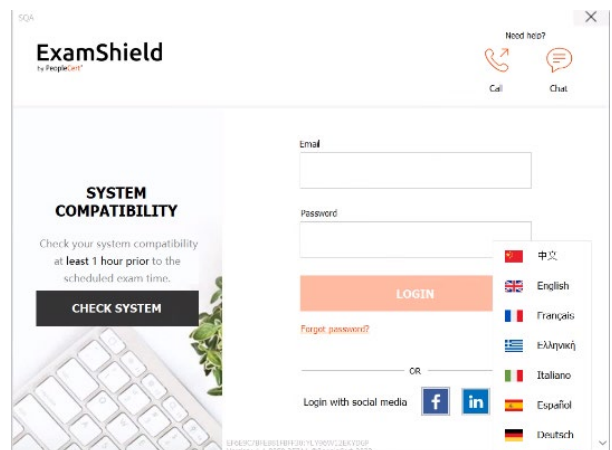 SQA
ExamShield
by PeopleCert®
Need help?
Call
Chat
SYSTEM
COMPATIBILITY
Check your system compatibility
at least 1 hour prior to the
scheduled exam time.
CHECK SYSTEM
Email
Password
LOGIN
Forgot password?
OR
Login with social media
f
in
中文
English
Français
Ελληνική
Italiano
Español
Deutsch